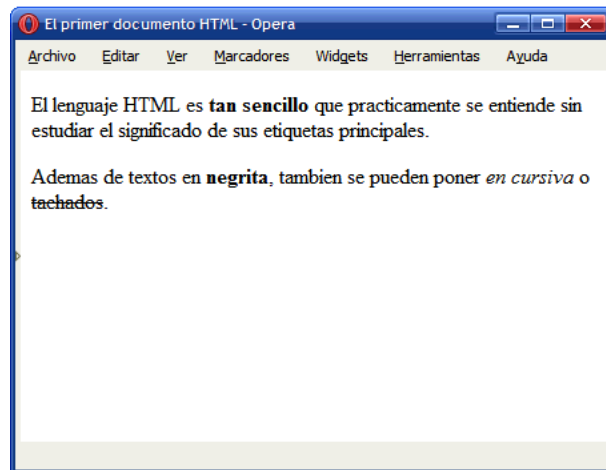 El primer documento HTML - Opera
Archivo Editar Ver Marcadores Widgets Herramientas Ayuda
El lenguaje HTML es tan sencillo que practicamente se entiende sin
estudiar el significado de sus etiquetas principales.
Ademas de textos en negrita, tambien se pueden poner en cursiva o
tachados.